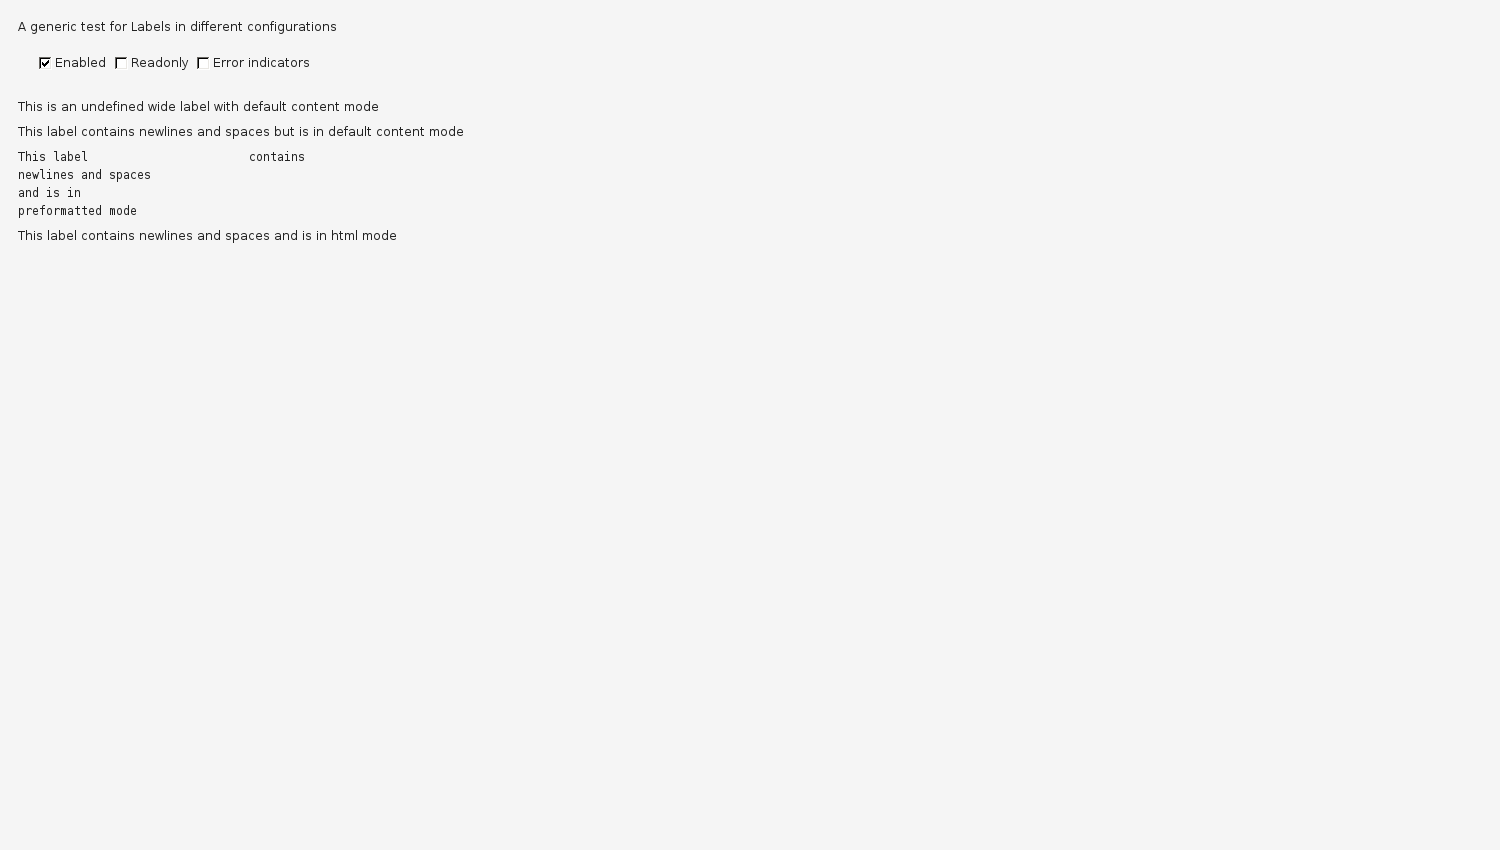 A generic test for Labels in different configurations
Enabled Readonly Error indicators
This is an undefined wide label with default content mode
This label contains newlines and spaces but is in default content mode
This label                       contains
newlines and spaces
and is in
preformatted mode
This label contains newlines and spaces and is in html mode